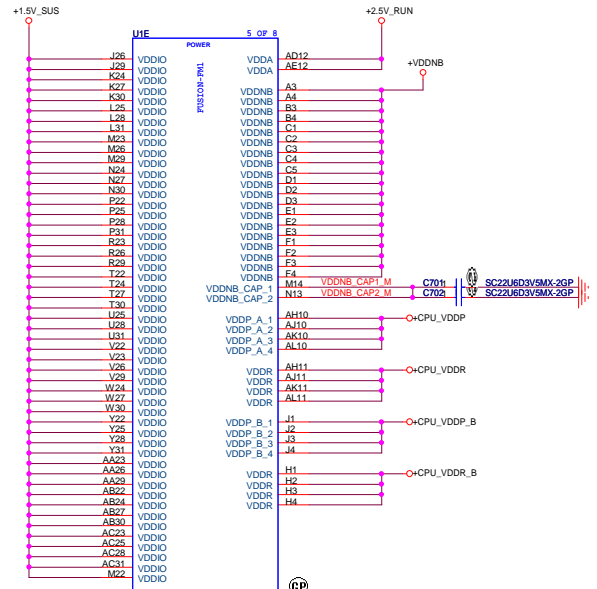 +1.5V_SUS
+2.5V_RUN
U1E 5 OF 8
POWER
FUSION-FM1
+VDDNB
J26 VDDIO VDDA AD12
J29 VDDIO VDDA AE12
K24 VDDIO
K27 VDDIO VDDNB A3
K30 VDDIO VDDNB A4
L25 VDDIO VDDNB B3
L28 VDDIO VDDNB B4
L31 VDDIO VDDNB C1
M23 VDDIO VDDNB C2
M26 VDDIO VDDNB C3
M29 VDDIO VDDNB C4
N24 VDDIO VDDNB C5
N27 VDDIO VDDNB D1
N30 VDDIO VDDNB D2
P22 VDDIO VDDNB D3
P25 VDDIO VDDNB E1
P28 VDDIO VDDNB E2
P31 VDDIO VDDNB E3
R23 VDDIO VDDNB F1
R26 VDDIO VDDNB F2
R29 VDDIO VDDNB F3
T22 VDDIO VDDNB F4
T24 VDDIO VDDNB_CAP_1 M14 VDDNB_CAP1_M C701 SC22U6D3V5MX-2GP
T27 VDDIO VDDNB_CAP_2 N13 VDDNB_CAP2_M C702 SC22U6D3V5MX-2GP
T30 VDDIO
U25 VDDIO VDDP_A_1 AH10 +CPU_VDDP
U28 VDDIO VDDP_A_2 AJ10
U31 VDDIO VDDP_A_3 AK10
V22 VDDIO VDDP_A_4 AL10
V23 VDDIO
V26 VDDIO VDDR AH11 +CPU_VDDR
V29 VDDIO VDDR AJ11
W24 VDDIO VDDR AK11
W27 VDDIO VDDR AL11
W30 VDDIO
Y22 VDDIO VDDP_B_1 J1 +CPU_VDDP_B
Y25 VDDIO VDDP_B_2 J2
Y28 VDDIO VDDP_B_3 J3
Y31 VDDIO VDDP_B_4 J4
AA23 VDDIO
AA26 VDDIO VDDR H1 +CPU_VDDR_B
AA29 VDDIO VDDR H2
AB22 VDDIO VDDR H3
AB24 VDDIO VDDR H4
AB27 VDDIO
AB30 VDDIO
AC23 VDDIO
AC25 VDDIO
AC28 VDDIO
AC31 VDDIO
M22 VDDIO
GP